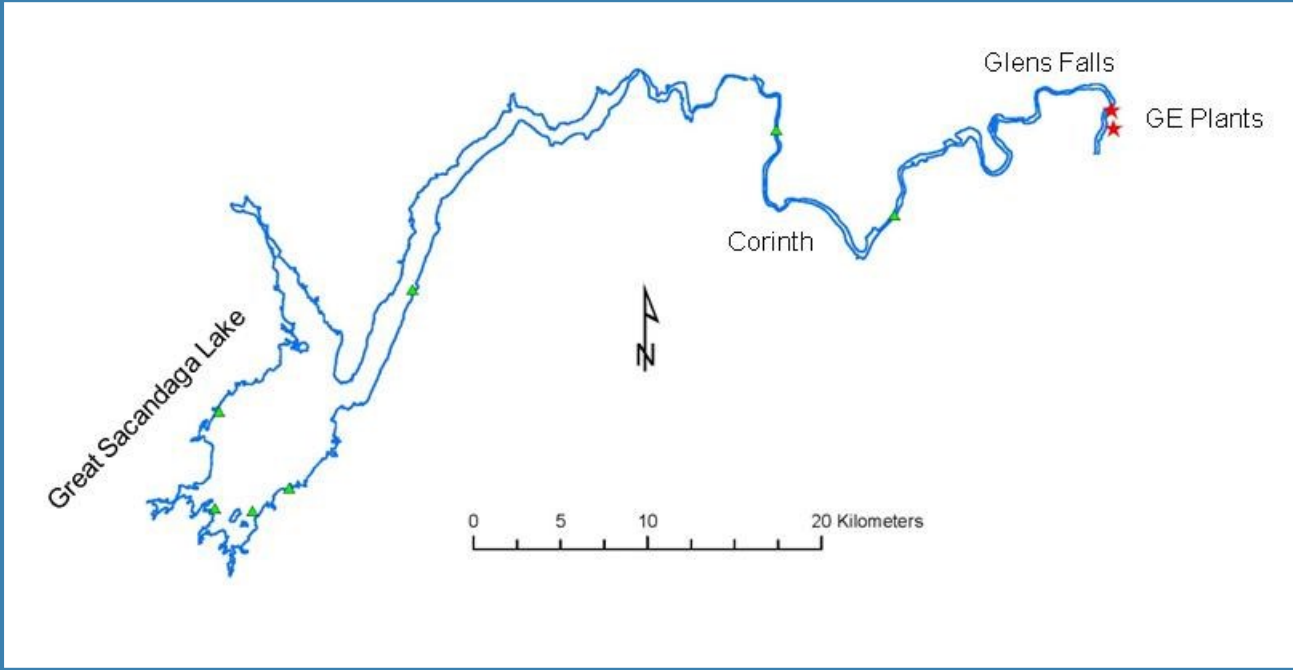 Glens Falls
GE Plants
Corinth
N
Great Sacandaga Lake
0 5 10 20 Kilometers